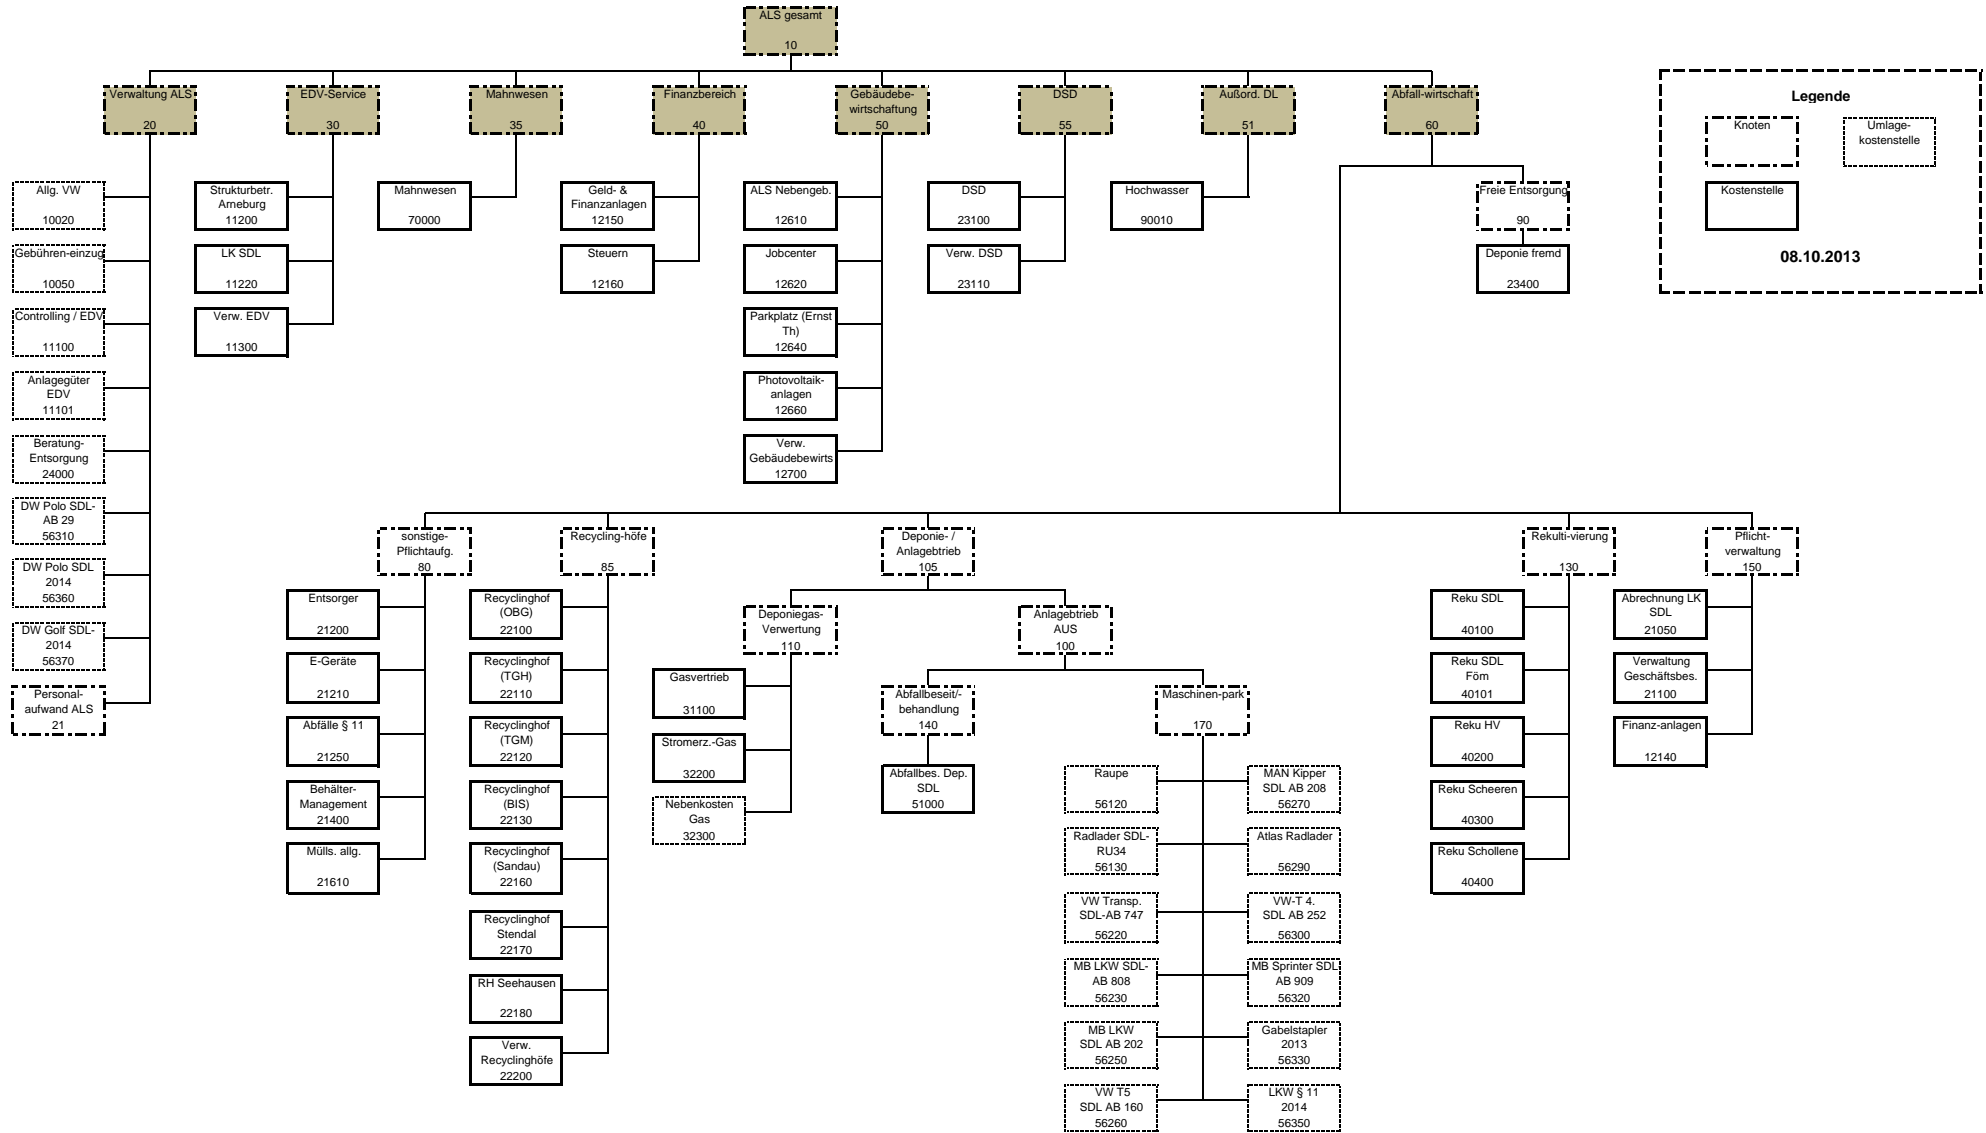 ALS gesamt
10
Verwaltung ALS
20
EDV-Service
30
Mahnwesen
35
Finanzbereich
40
Gebäudebe-
wirtschaftung
50
DSD
55
Außord. DL
51
Abfall-wirtschaft
60
Legende
Knoten
Umlage-
kostenstelle
Kostenstelle
08.10.2013
Allg. VW
10020
Gebühren-einzug
10050
Controlling / EDV
11100
Anlagegüter
EDV
11101
Beratung-
Entsorgung
24000
DW Polo SDL-
AB 29
56310
DW Polo SDL
2014
56360
DW Golf SDL-
2014
56370
Personal-
aufwand ALS
21
Strukturbetr.
Arneburg
11200
LK SDL
11220
Verw. EDV
11300
Mahnwesen
70000
Geld- &
Finanzanlagen
12150
Steuern
12160
ALS Nebengeb.
12610
Jobcenter
12620
Parkplatz (Ernst
Th)
12640
Photovoltaik-
anlagen
12660
Verw.
Gebäudebewirts
12700
DSD
23100
Verw. DSD
23110
Hochwasser
90010
Freie Entsorgung
90
Deponie fremd
23400
sonstige-
Pflichtaufg.
80
Entsorger
21200
E-Geräte
21210
Abfälle § 11
21250
Behälter-
Management
21400
Mülls. allg.
21610
Recycling-höfe
85
Recyclinghof
(OBG)
22100
Recyclinghof
(TGH)
22110
Recyclinghof
(TGM)
22120
Recyclinghof
(BIS)
22130
Recyclinghof
(Sandau)
22160
Recyclinghof
Stendal
22170
RH Seehausen
22180
Verw.
Recyclinghöfe
22200
Deponie- /
Anlagebtrieb
105
Deponiegas-
Verwertung
110
Gasvertrieb
31100
Stromerz.-Gas
32200
Nebenkosten
Gas
32300
Anlagebtrieb
AUS
100
Abfallbeseit/-
behandlung
140
Abfallbes. Dep.
SDL
51000
Maschinen-park
170
Raupe
56120
MAN Kipper
SDL AB 208
56270
Radlader SDL-
RU34
56130
Atlas Radlader
56290
VW Transp.
SDL-AB 747
56220
VW-T 4.
SDL AB 252
56300
MB LKW SDL-
AB 808
56230
MB Sprinter SDL
AB 909
56320
MB LKW
SDL AB 202
56250
Gabelstapler
2013
56330
VW T5
SDL AB 160
56260
LKW § 11
2014
56350
Rekulti-vierung
130
Reku SDL
40100
Reku SDL
Föm
40101
Reku HV
40200
Reku Scheeren
40300
Reku Schollene
40400
Pflicht-
verwaltung
150
Abrechnung LK
SDL
21050
Verwaltung
Geschäftsbes.
21100
Finanz-anlagen
12140